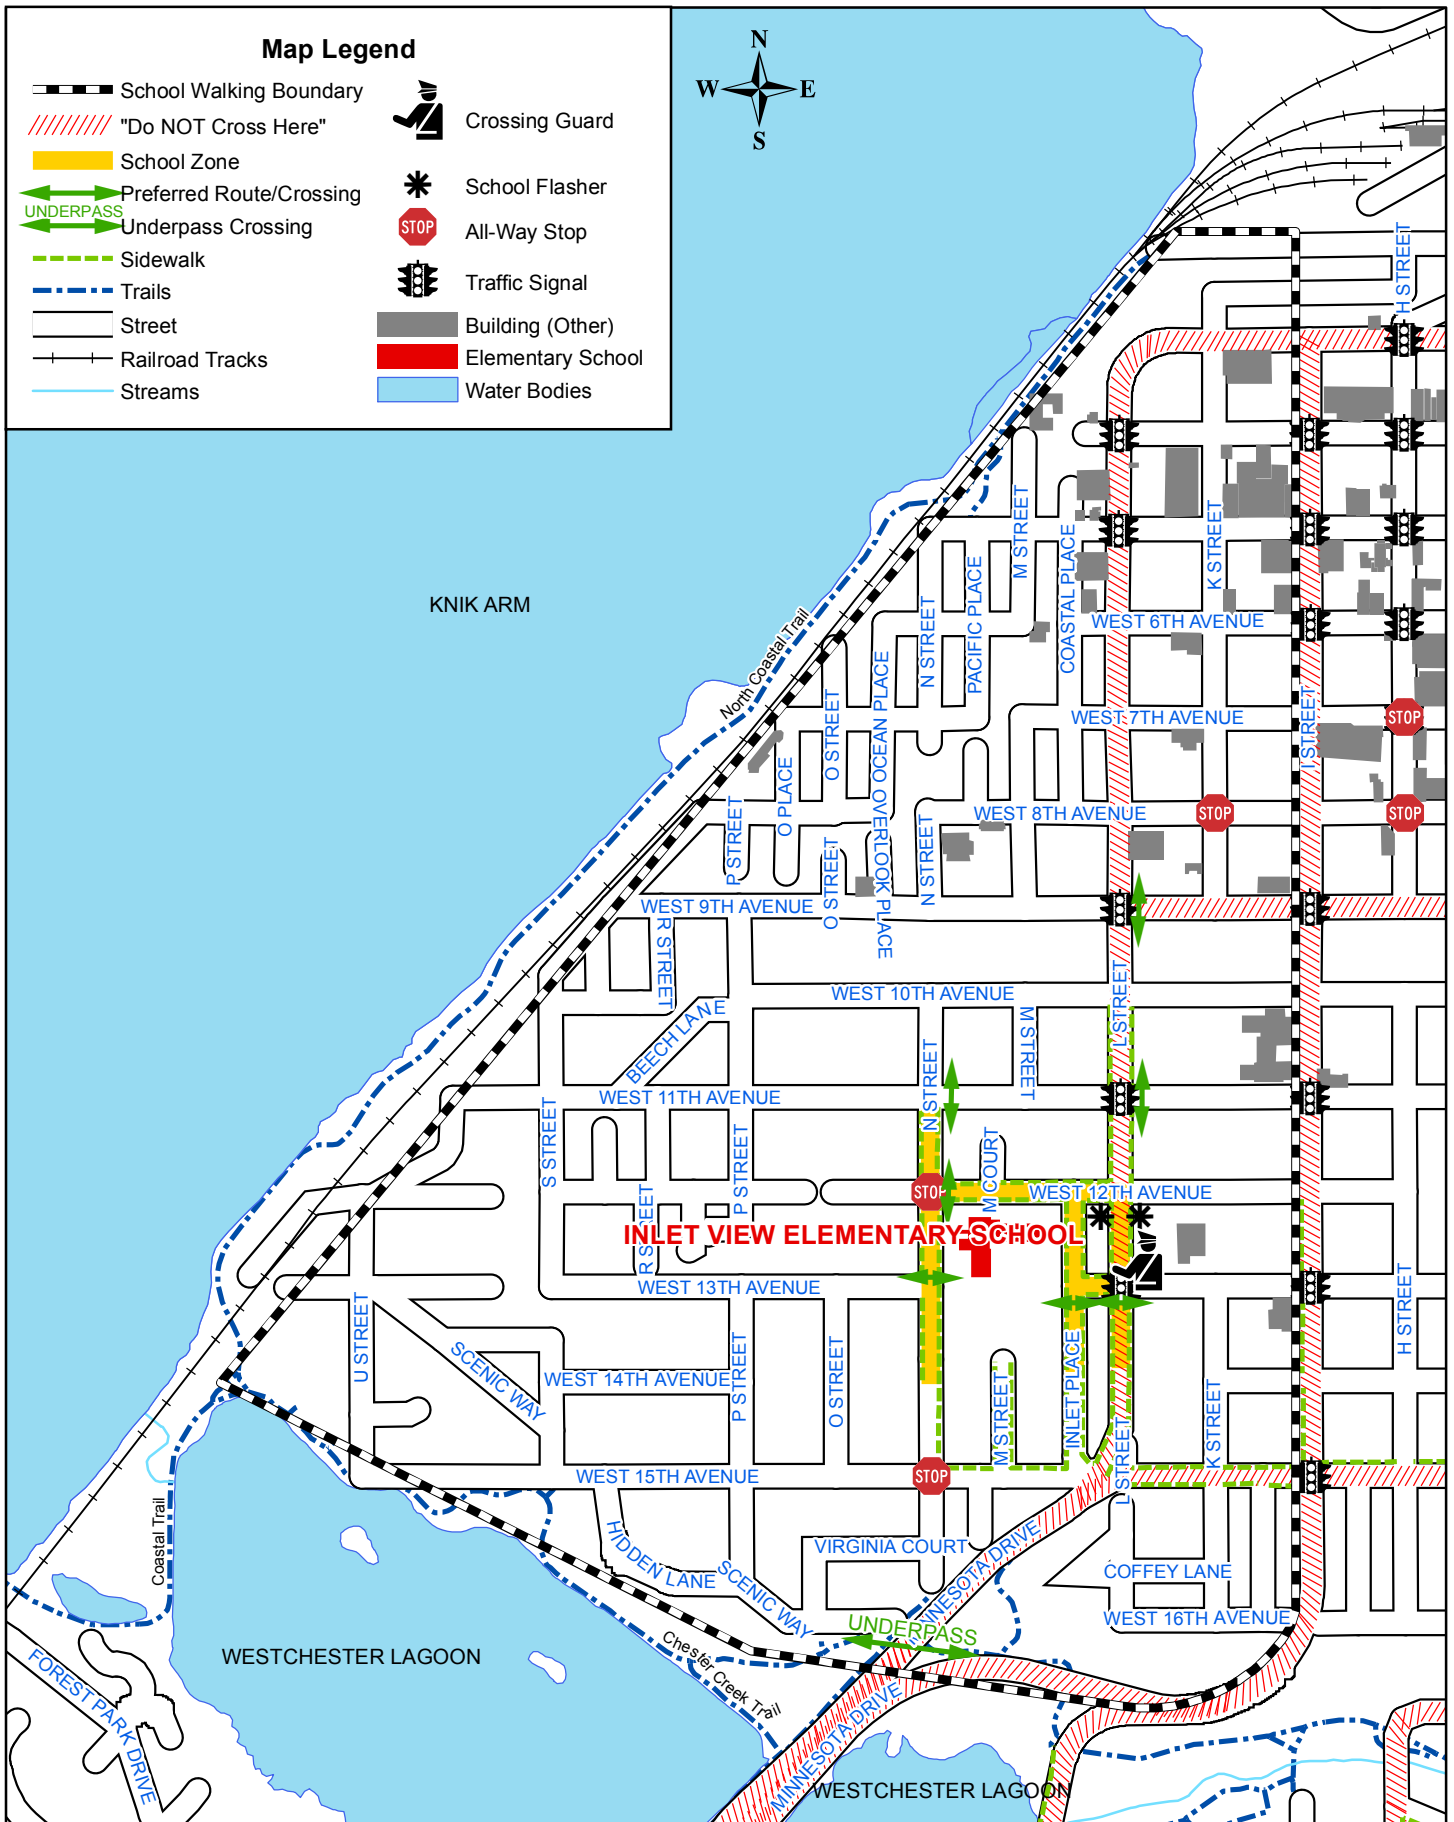 Map Legend
School Walking Boundary
"Do NOT Cross Here"
School Zone
Preferred Route/Crossing
UNDERPASS
Underpass Crossing
Sidewalk
Trails
Street
Railroad Tracks
Streams
Crossing Guard
School Flasher
STOP
All-Way Stop
Traffic Signal
Building (Other)
Elementary School
Water Bodies
N
W
E
S
H STREET
M STREET
K STREET
COASTAL PLACE
PACIFIC PLACE
N STREET
KNIK ARM
WEST 6TH AVENUE
North Coastal Trail
O STREET
OCEAN PLACE
WEST 7TH AVENUE
I STREET
STOP
O PLACE
P STREET
O OVERLOOK PLACE
N STREET
WEST 8TH AVENUE
STOP
STOP
O STREET
WEST 9TH AVENUE
R STREET
L STREET
WEST 10TH AVENUE
BEECH LANE
M STREET
N STREET
WEST 11TH AVENUE
S STREET
P STREET
M COURT
STOP
WEST 12TH AVENUE
R STREET
INLET VIEW ELEMENTARY SCHOOL
WEST 13TH AVENUE
H STREET
U STREET
SCENIC WAY
WEST 14TH AVENUE
P STREET
O STREET
M STREET
INLET PLACE
L STREET
K STREET
WEST 15TH AVENUE
STOP
Coastal Trail
HIDDEN LANE
VIRGINIA COURT
MINNESOTA DRIVE
COFFEY LANE
SCENIC WAY
WEST 16TH AVENUE
UNDERPASS
WESTCHESTER LAGOON
Chester Creek Trail
FOREST PARK DRIVE
MINNESOTA DRIVE
WESTCHESTER LAGOON